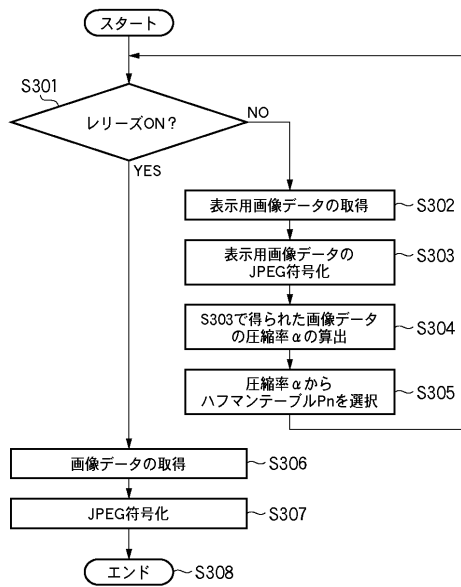 スタート
S301
レリーズON?
NO
YES
表示用画像データの取得
S302
表示用画像データの
JPEG符号化
S303
S303で得られた画像データ
の圧縮率αの算出
S304
圧縮率αから
ハフマンテーブルPnを選択
S305
画像データの取得
S306
JPEG符号化
S307
エンド
S308